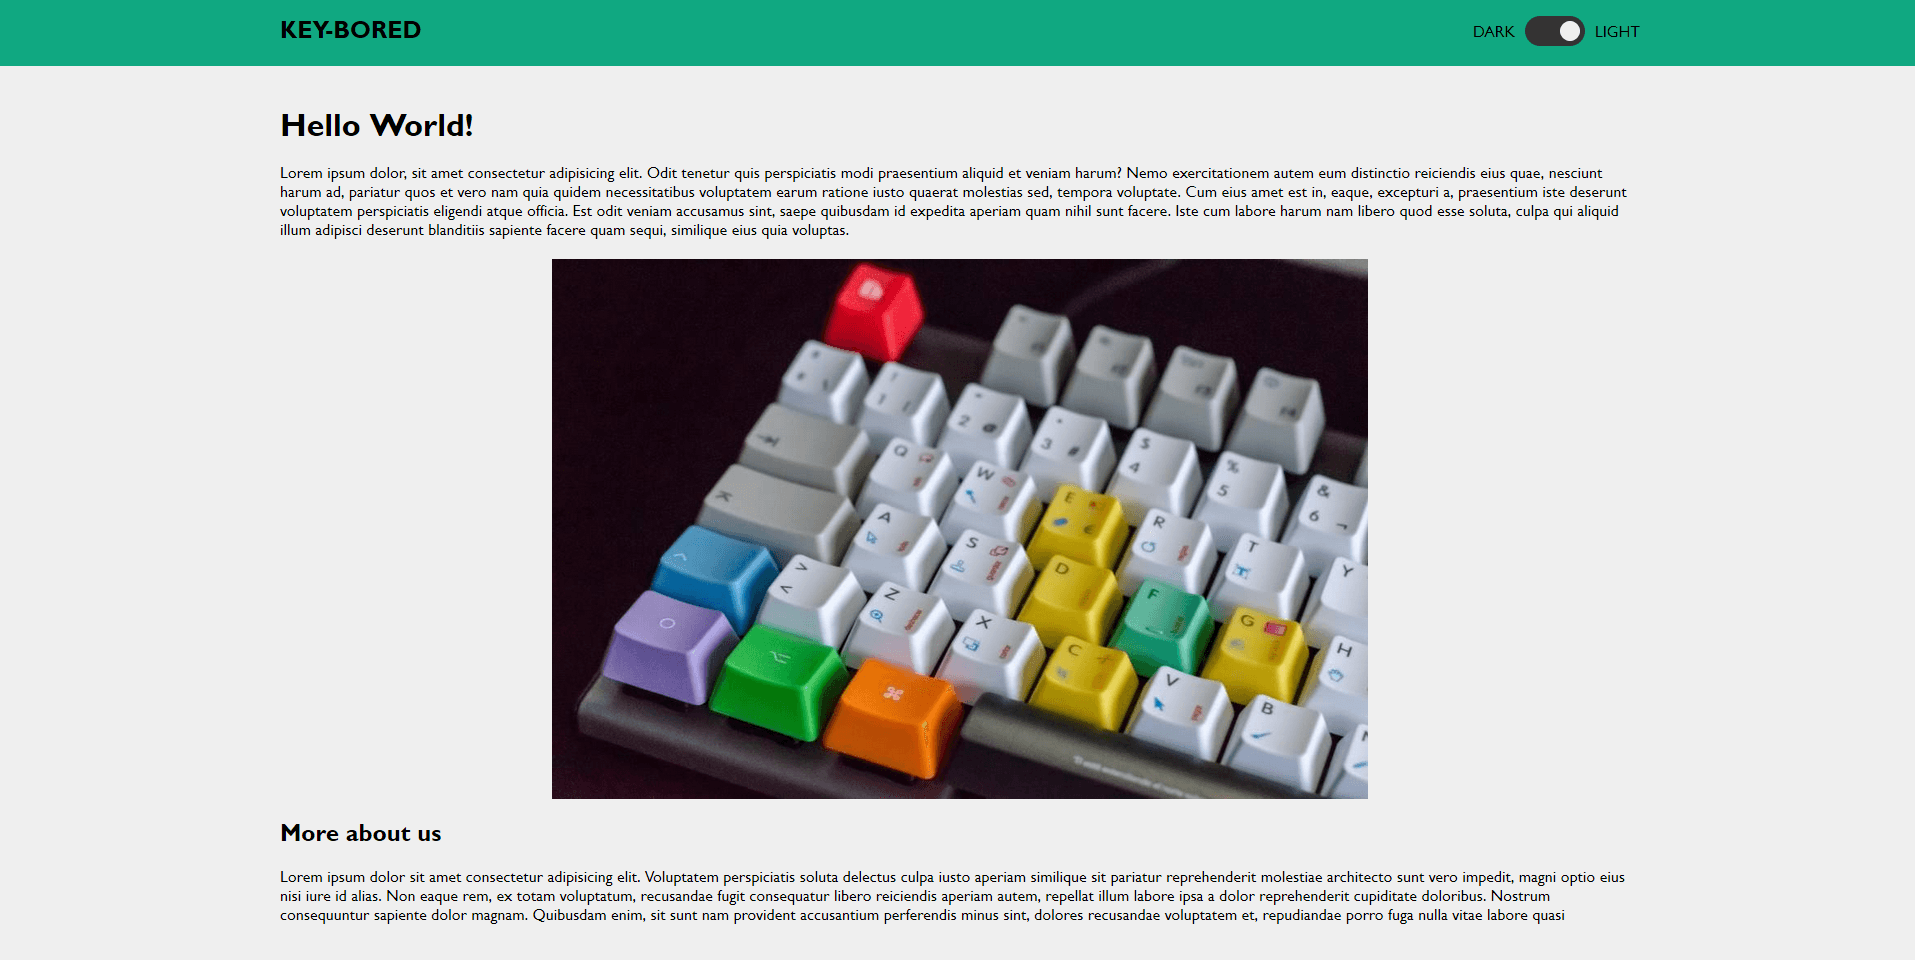 KEY-BORED
DARK LIGHT
Hello World!
Lorem ipsum dolor, sit amet consectetur adipisicing elit. Odit tenetur quis perspiciatis modi praesentium aliquid et veniam harum? Nemo exercitationem autem eum distinctio reiciendis eius quae, nesciunt
harum ad, pariatur quos et vero nam quia quidem necessitatibus voluptatem earum ratione iusto quaerat molestias sed, tempora voluptate. Cum eius amet est in, eaque, excepturi a, praesentium iste deserunt
voluptatem perspiciatis eligendi atque officia. Est odit veniam accusamus sint, saepe quibusdam id expedita aperiam quam nihil sunt facere. Iste cum labore harum nam libero quod esse soluta, culpa qui aliquid
illum adipisci deserunt blanditiis sapiente facere quam sequi, similique eius quia voluptas.
2 @ 3 # $ 4 % 5 & 6 ¬
Q W E € R T Y
A S D F G H
> < Z X C V B
More about us
Lorem ipsum dolor sit amet consectetur adipisicing elit. Voluptatem perspiciatis soluta delectus culpa iusto aperiam similique sit pariatur reprehenderit molestiae architecto sunt vero impedit, magni optio eius
nisi iure id alias. Non eaque rem, ex totam voluptatum, recusandae fugit consequatur libero reiciendis aperiam autem, repellat illum labore ipsa a dolor reprehenderit cupiditate doloribus. Nostrum
consequuntur sapiente dolor magnam. Quibusdam enim, sit sunt nam provident accusantium perferendis minus sint, dolores recusandae voluptatem et, repudiandae porro fuga nulla vitae labore quasi